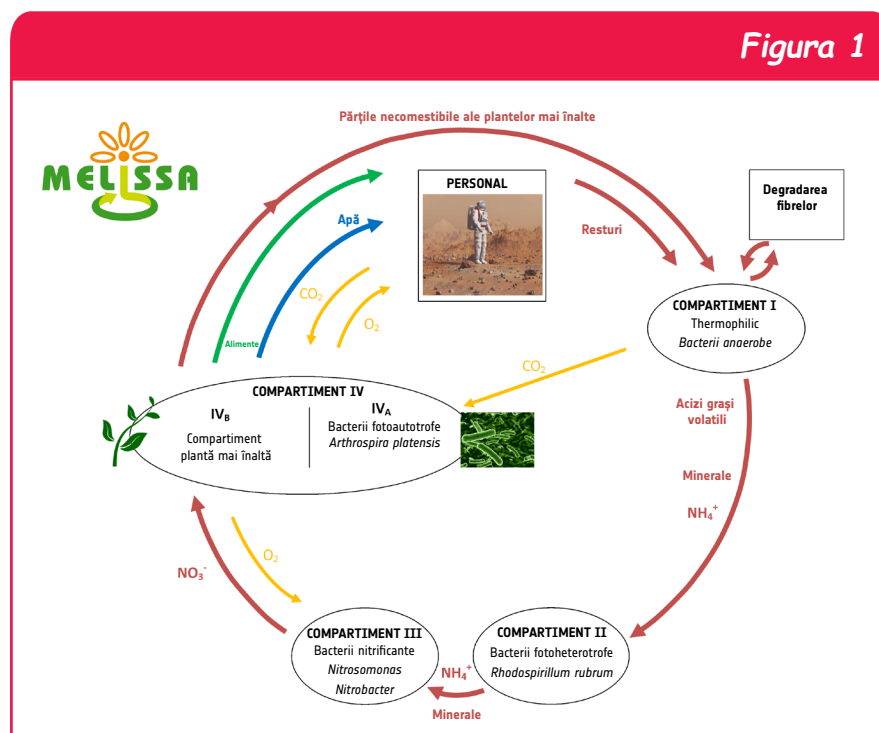 Figura 1
Părțile necomestibile ale plantelor mai înalte
MELISSA
PERSONAL
Degradarea
fibrelor
Apă
Resturi
CO₂
O₂
Alimente
COMPARTIMENT I
Thermophilic
Bacterii anaerobe
CO₂
COMPARTIMENT IV
IV_B
Compartiment
plantă mai înaltă
IV_A
Bacterii fotoautotrofe
Arthrospira platensis
Acizi grași
volatili
Minerale
NH₄⁺
O₂
NO₃⁻
COMPARTIMENT III
Bacterii nitrificante
Nitrosomonas
Nitrobacter
NH₄⁺
Minerale
COMPARTIMENT II
Bacterii fotoheterotrofe
Rhodospirillum rubrum